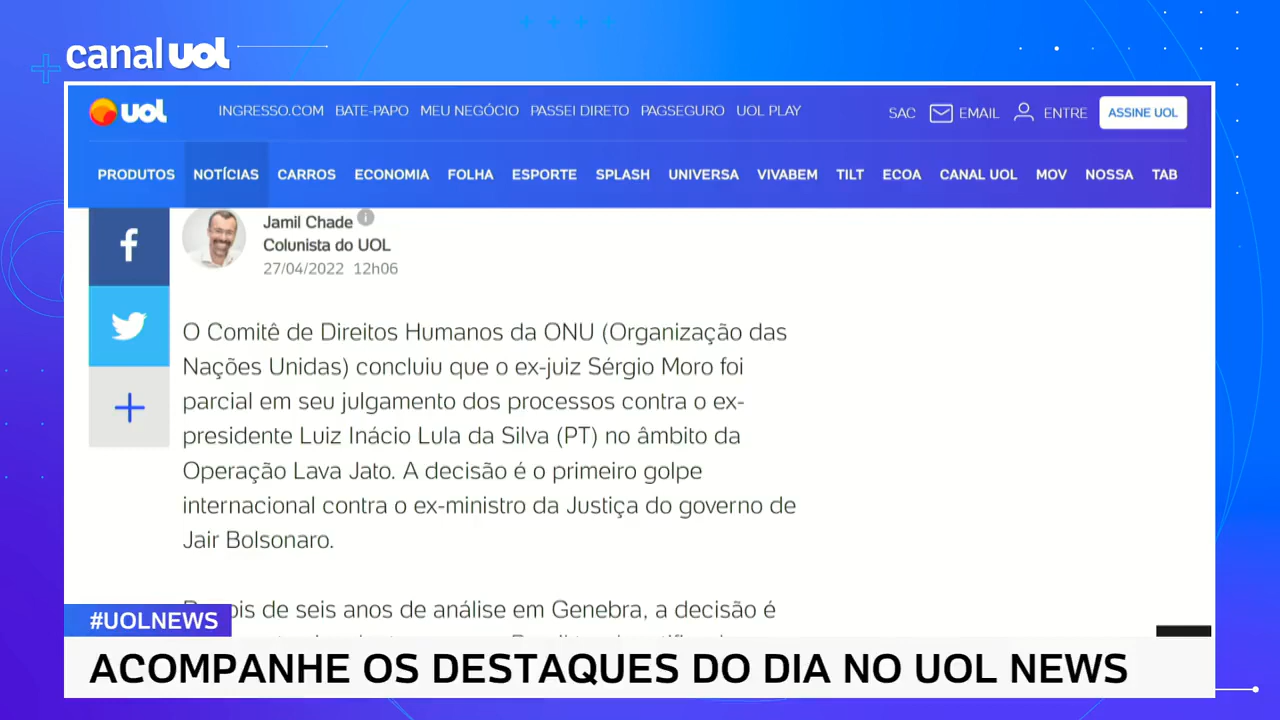 canal uol
uol
INGRESSO.COM BATE-PAPO MEU NEGÓCIO PASSEI DIRETO PAGSEGURO UOL PLAY
SAC EMAIL ENTRE ASSINE UOL
PRODUTOS NOTÍCIAS CARROS ECONOMIA FOLHA ESPORTE SPLASH UNIVERSA VIVABEM TILT ECOA CANAL UOL MOV NOSSA TAB
Jamil Chade
Colunista do UOL
27/04/2022 12h06
O Comitê de Direitos Humanos da ONU (Organização das
Nações Unidas) concluiu que o ex-juiz Sérgio Moro foi
parcial em seu julgamento dos processos contra o ex-
presidente Luiz Inácio Lula da Silva (PT) no âmbito da
Operação Lava Jato. A decisão é o primeiro golpe
internacional contra o ex-ministro da Justiça do governo de
Jair Bolsonaro.
Depois de seis anos de análise em Genebra, a decisão é
#UOLNEWS
ACOMPANHE OS DESTAQUES DO DIA NO UOL NEWS